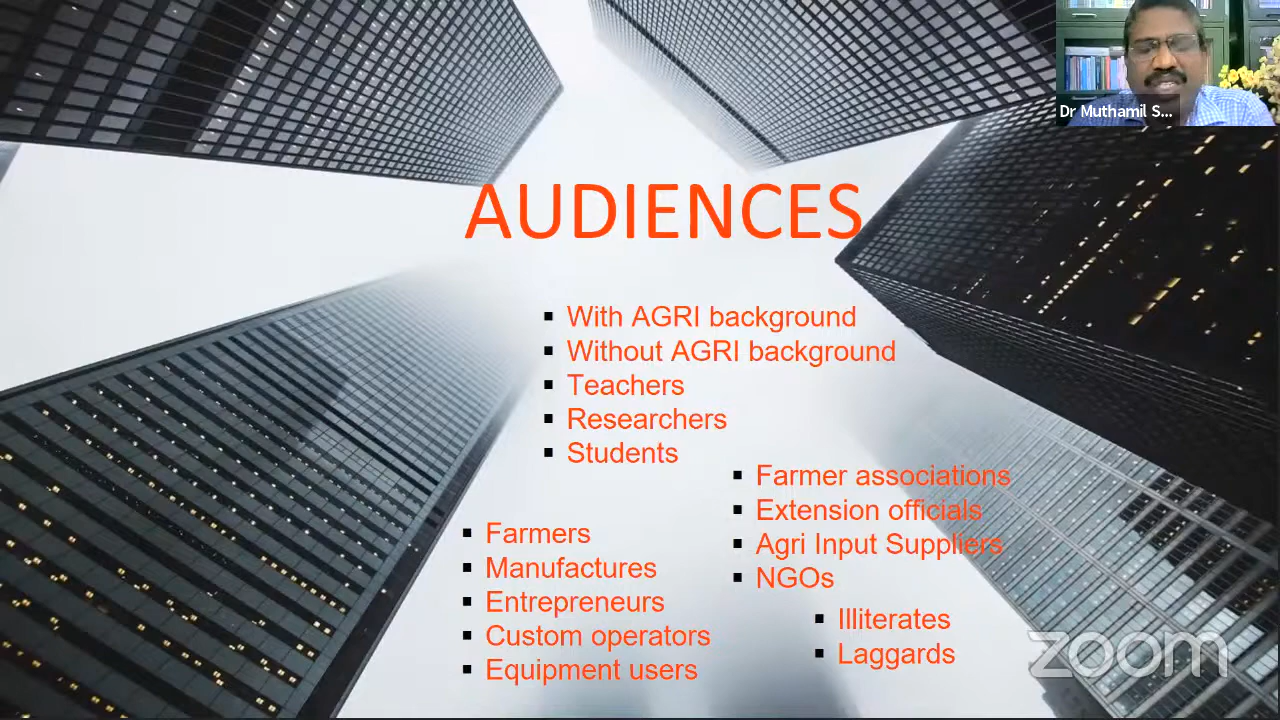 Dr Muthamil S...
AUDIENCES
With AGRI background
Without AGRI background
Teachers
Researchers
Students
Farmer associations
Extension officials
Agri Input Suppliers
NGOs
Farmers
Manufactures
Entrepreneurs
Custom operators
Equipment users
Illiterates
Laggards
zoom